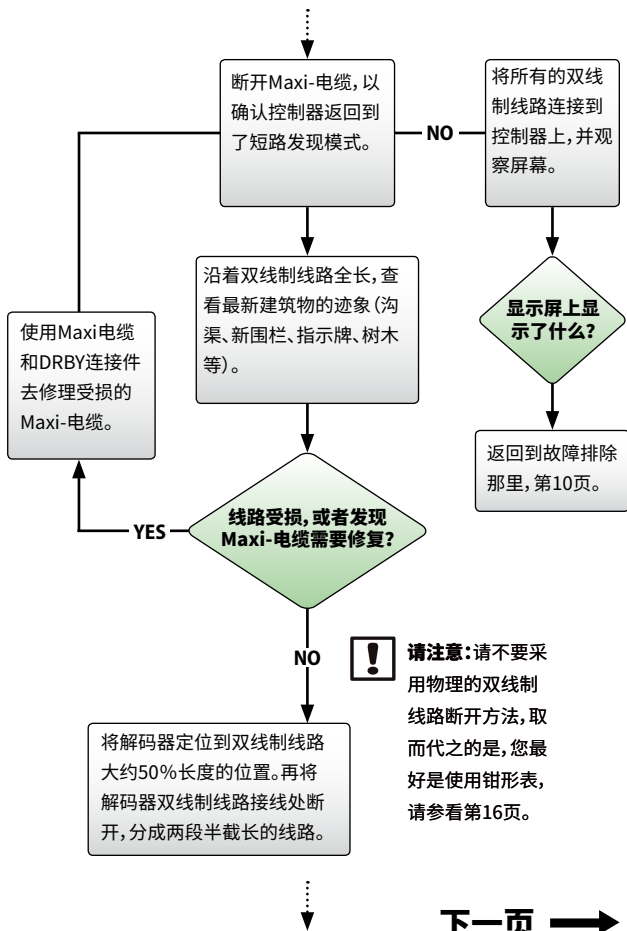 断开Maxi-电缆，以
确认控制器返回到
了短路发现模式。
NO
将所有的双线
制线路连接到
控制器上，并观
察屏幕。
沿着双线制线路全长，查
看最新建筑物的迹象（沟
渠、新围栏、指示牌、树木
等）。
显示屏上显
示了什么？
使用Maxi电缆
和DRBY连接件
去修理受损的
Maxi-电缆。
返回到故障排除
那里，第10页。
YES
线路受损，或者发现
Maxi-电缆需要修复？
NO
请注意：请不要采
用物理的双线制
线路断开方法，取
而代之的是，您最
好是使用钳形表，
请参看第16页。
将解码器定位到双线制线路
大约50%长度的位置。再将
解码器双线制线路接线处断
开，分成两段半截长的线路。
下一页